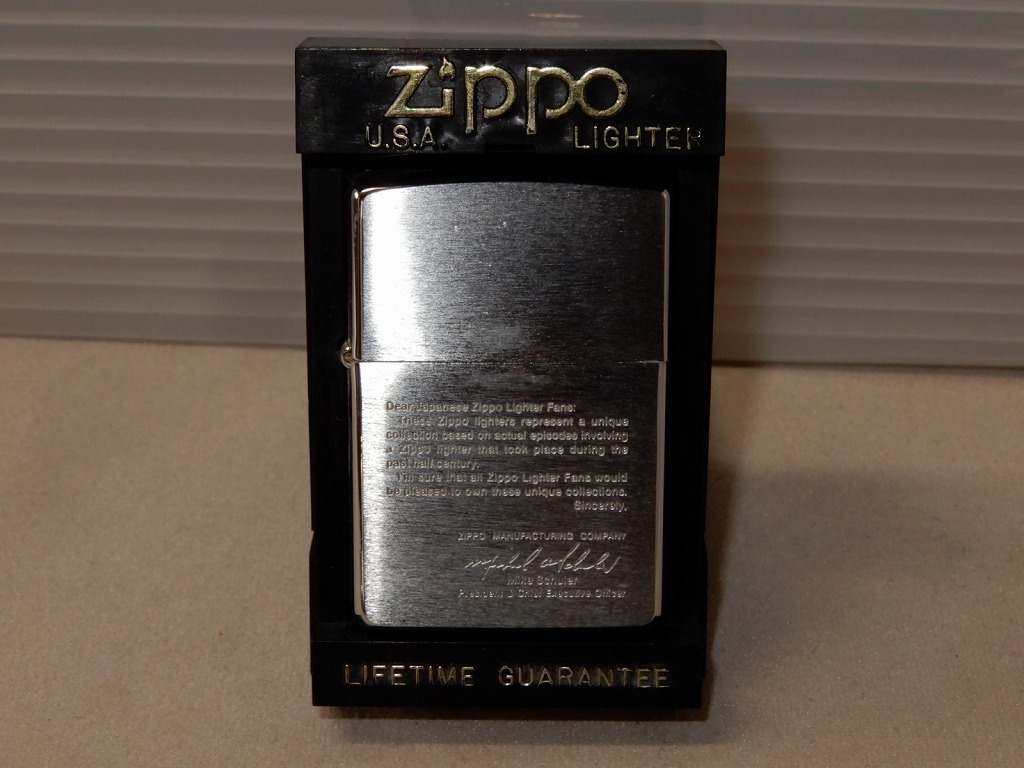 Zippo
U.S.A. LIGHTER
Dear Japanese Zippo Lighter Fans:
These Zippo lighters represent a unique
collection based on actual episodes involving
a Zippo lighter that took place during the
past half century.
I'm sure that all Zippo Lighter Fans would
be pleased to own these unique collections.
Sincerely,
ZIPPO MANUFACTURING COMPANY
Mike Schuler
President & Chief Executive Officer
LIFETIME GUARANTEE